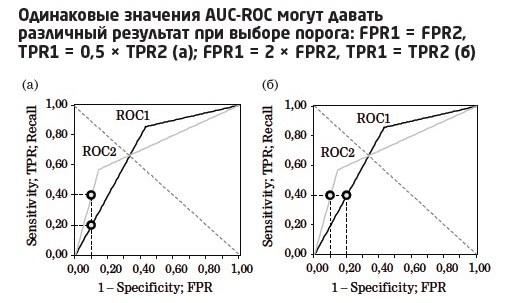 Одинаковые значения AUC-ROC могут давать
различный результат при выборе порога: FPR1 = FPR2,
TPR1 = 0,5 × TPR2 (а); FPR1 = 2 × FPR2, TPR1 = TPR2 (б)
(а)
Sensitivity; TPR; Recall
1,00
0,80
0,60
0,40
0,20
0,00
ROC1
ROC2
0,00 0,20 0,40 0,60 0,80 1,00
1 – Specificity; FPR
(б)
Sensitivity; TPR; Recall
1,00
0,80
0,60
0,40
0,20
0,00
ROC1
ROC2
0,00 0,20 0,40 0,60 0,80 1,00
1 – Specificity; FPR